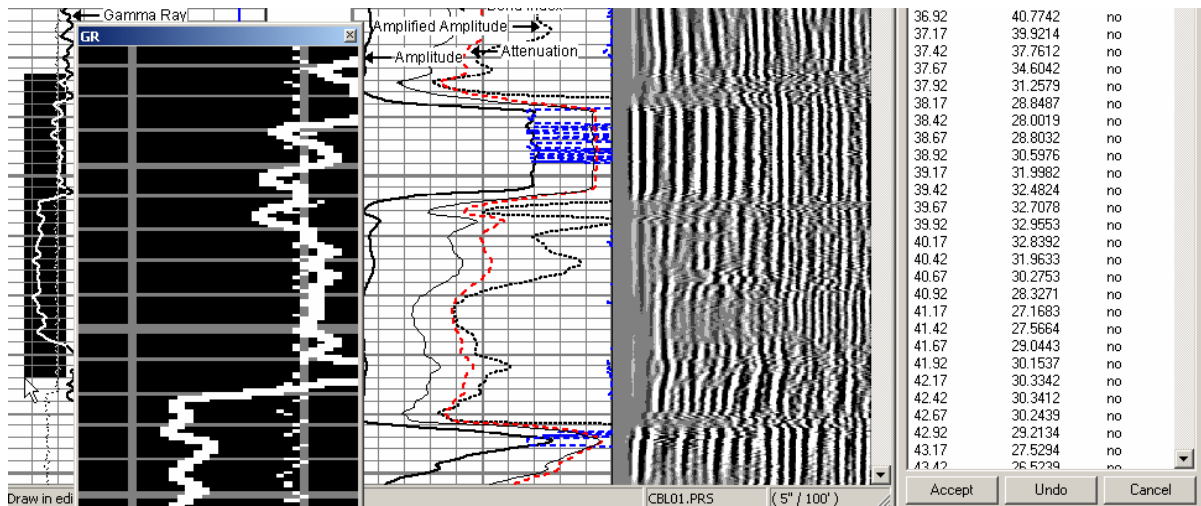 Gamma Ray
GR
Bond Index
Amplified Amplitude
Attenuation
Amplitude
36.92 40.7742 no
37.17 39.9214 no
37.42 37.7612 no
37.67 34.6042 no
37.92 31.2579 no
38.17 28.8487 no
38.42 28.0019 no
38.67 28.8032 no
38.92 30.5976 no
39.17 31.9982 no
39.42 32.4824 no
39.67 32.7078 no
39.92 32.9553 no
40.17 32.8392 no
40.42 31.9633 no
40.67 30.2753 no
40.92 28.3271 no
41.17 27.1683 no
41.42 27.5664 no
41.67 29.0443 no
41.92 30.1537 no
42.17 30.3342 no
42.42 30.3412 no
42.67 30.2439 no
42.92 29.2134 no
43.17 27.5294 no
43.42 26.5239 no
Draw in edi
CBL01.PRS
( 5" / 100' )
Accept Undo Cancel